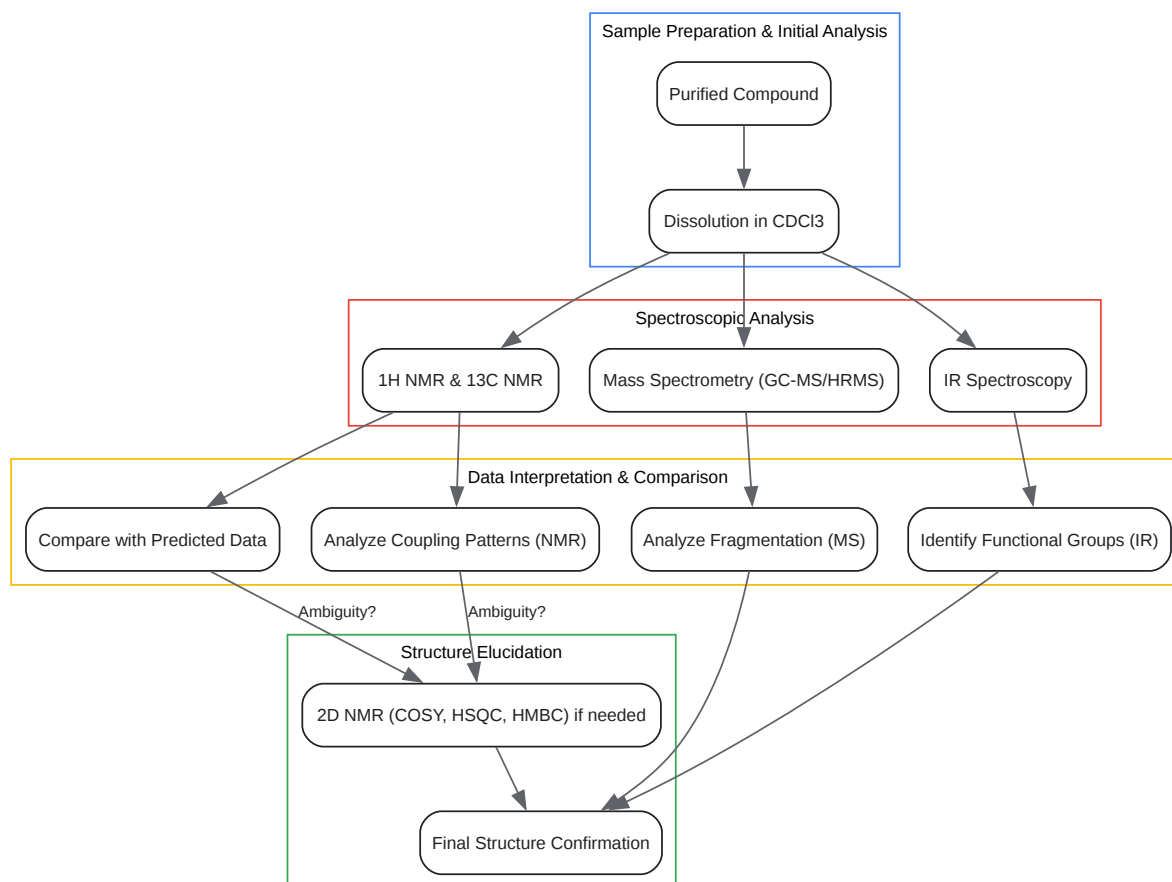 Sample Preparation & Initial Analysis
Purified Compound
Dissolution in CDCl3
Spectroscopic Analysis
1H NMR & 13C NMR
Mass Spectrometry (GC-MS/HRMS)
IR Spectroscopy
Data Interpretation & Comparison
Compare with Predicted Data
Analyze Coupling Patterns (NMR)
Analyze Fragmentation (MS)
Identify Functional Groups (IR)
Ambiguity?
Ambiguity?
Structure Elucidation
2D NMR (COSY, HSQC, HMBC) if needed
Final Structure Confirmation